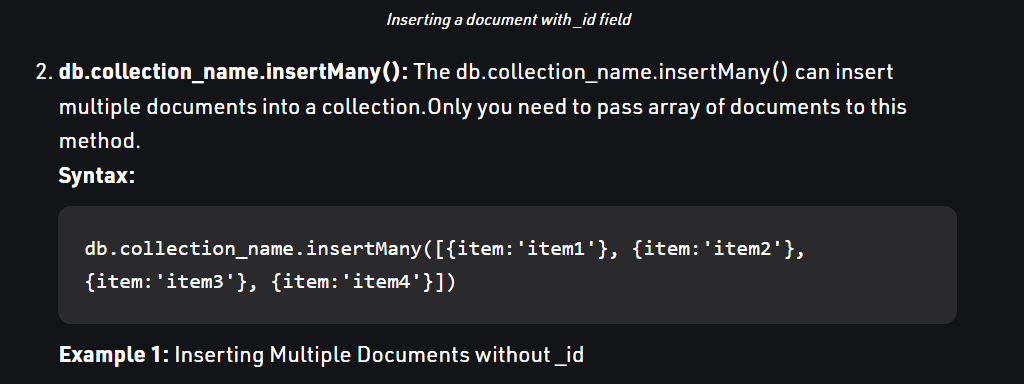 Inserting a document with _id field
2. db.collection_name.insertMany(): The db.collection_name.insertMany() can insert
multiple documents into a collection.Only you need to pass array of documents to this
method.
Syntax:
db.collection_name.insertMany([{item:'item1'}, {item:'item2'},
{item:'item3'}, {item:'item4'}])
Example 1: Inserting Multiple Documents without _id